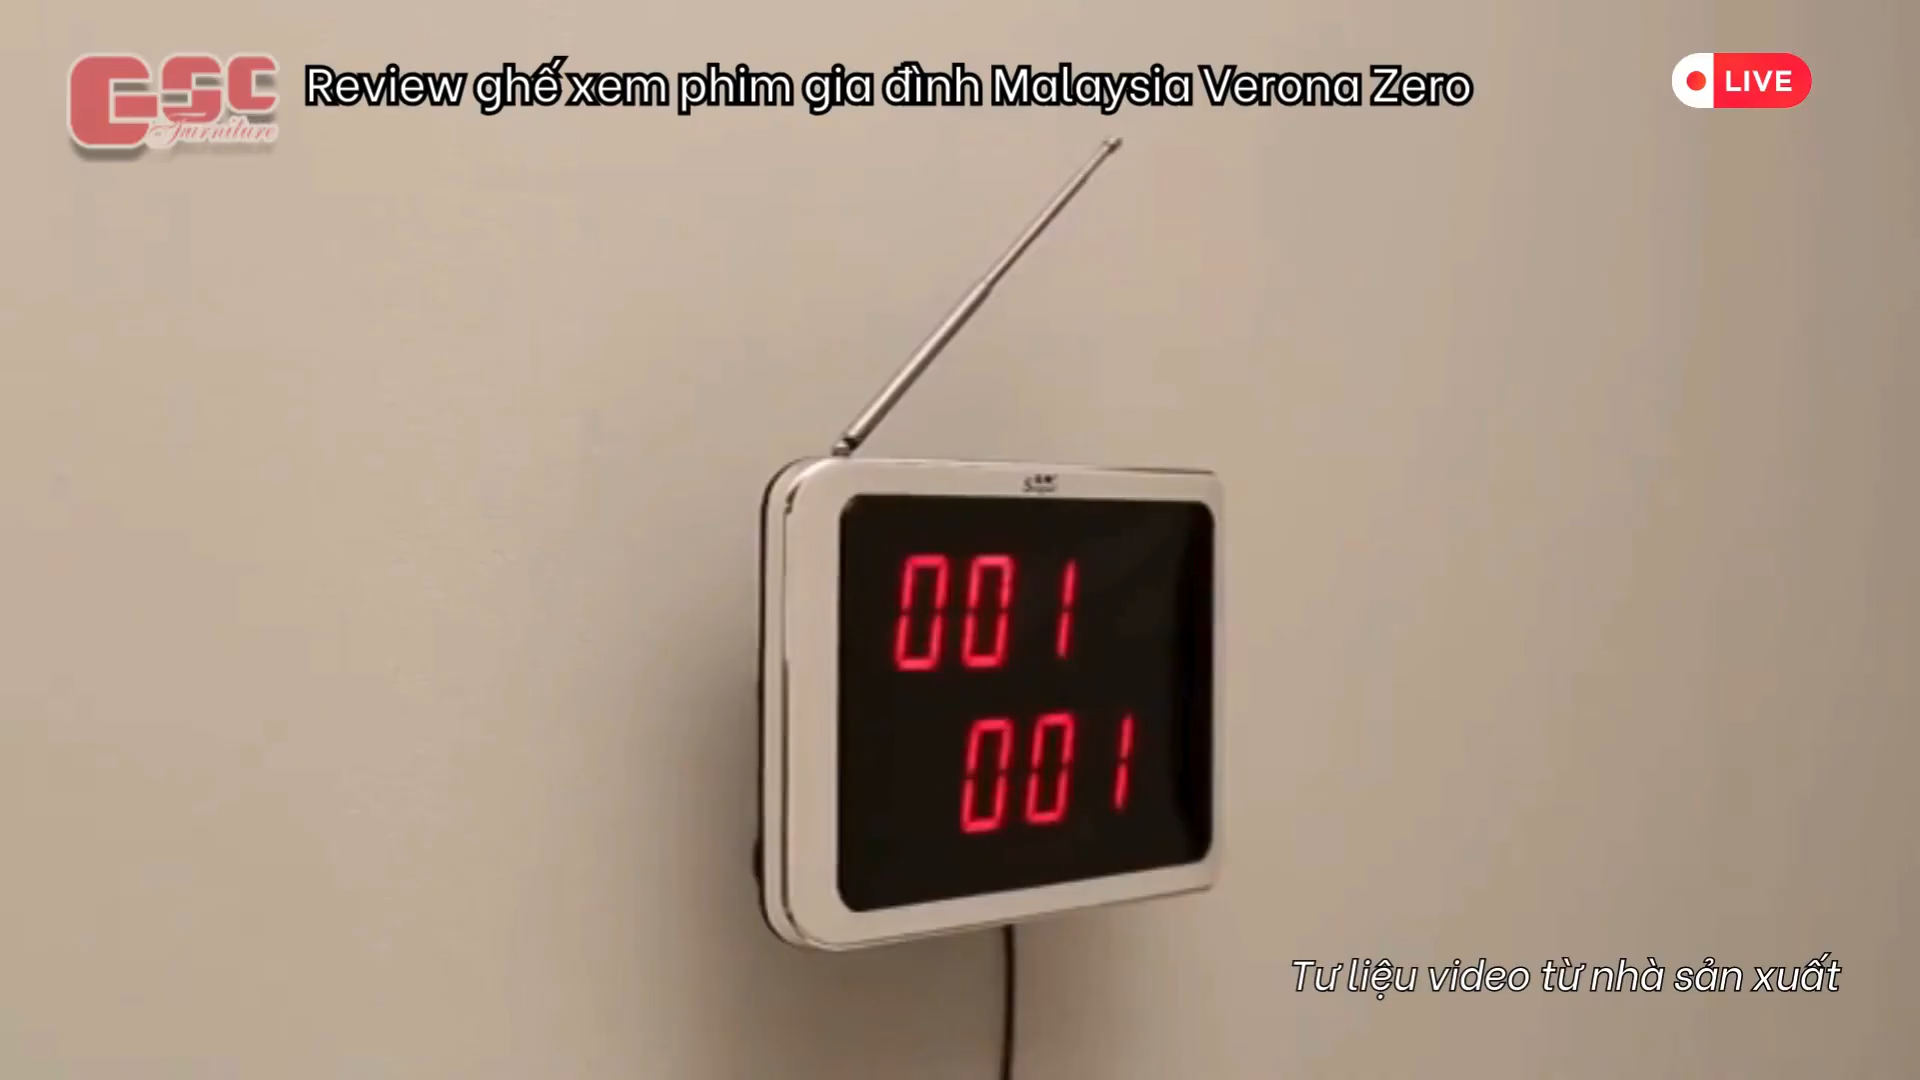 GSC
Furniture
Review ghế xem phim gia đình Malaysia Verona Zero
LIVE
001
001
Tư liệu video từ nhà sản xuất